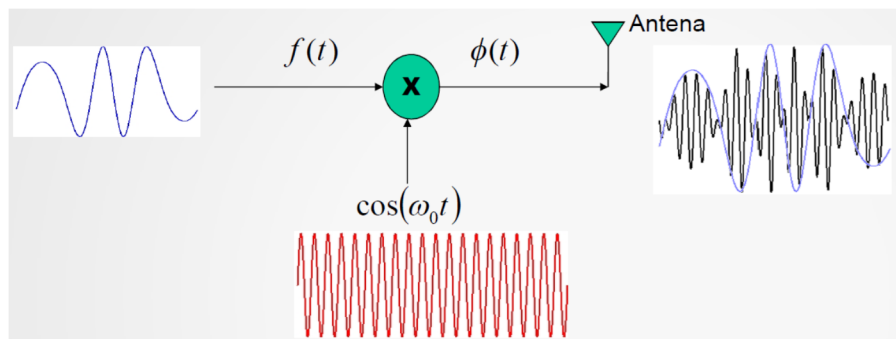 Antena
f(t)
ϕ(t)
x
cos(ω₀t)